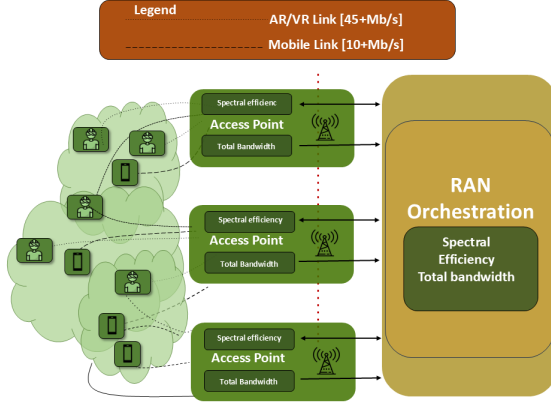 Legend
AR/VR Link [45+Mb/s]
Mobile Link [10+Mb/s]
Spectral efficienc
Access Point
Total Bandwidth
Spectral efficiency
Access Point
Total Bandwidth
Spectral efficiency
Access Point
Total Bandwidth
RAN
Orchestration
Spectral
Efficiency
Total bandwidth